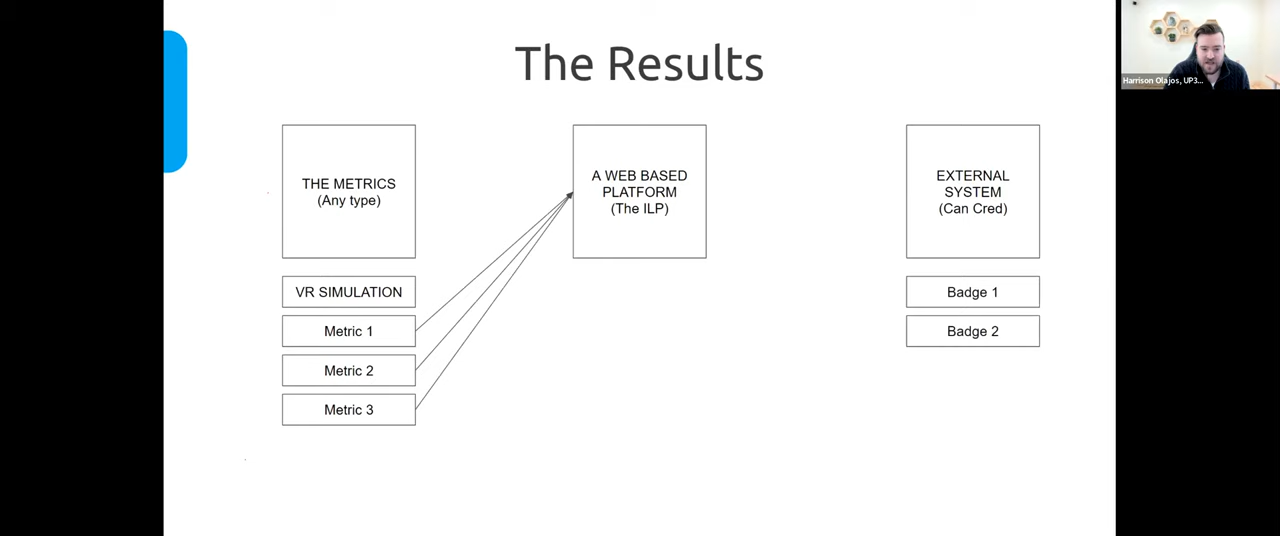 The Results
Harrison Olajos, UP3...
THE METRICS
(Any type)
A WEB BASED
PLATFORM
(The ILP)
EXTERNAL
SYSTEM
(Can Cred)
VR SIMULATION
Metric 1
Metric 2
Metric 3
Badge 1
Badge 2